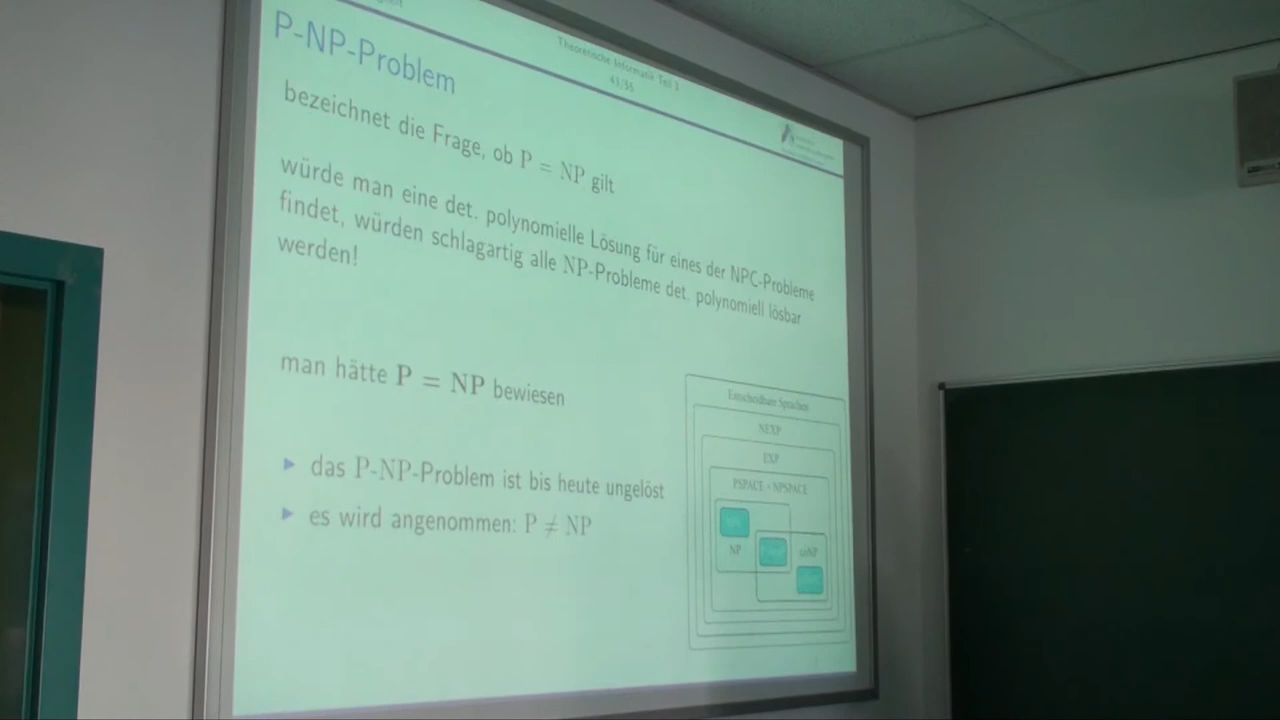 Theoretische Informatik Teil 3
43/55
P-NP-Problem
bezeichnet die Frage, ob P = NP gilt
würde man eine det. polynomielle Lösung für eines der NPC-Probleme
findet, würden schlagartig alle NP-Probleme det. polynomiell lösbar
werden!
man hätte P = NP bewiesen
▶ das P-NP-Problem ist bis heute ungelöst
▶ es wird angenommen: P ≠ NP
Entscheidbare Sprachen
NEXP
EXP
PSPACE = NPSPACE
NP
coNP